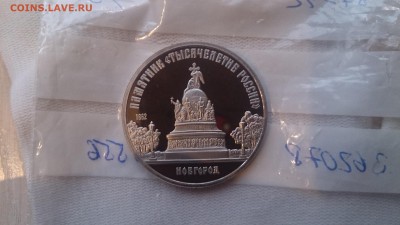 COINS.LAVE.RU
ПАМЯТНИК «ТЫСЯЧЕЛЕТИЕ РОССИИ»
1862
НОВГОРОД